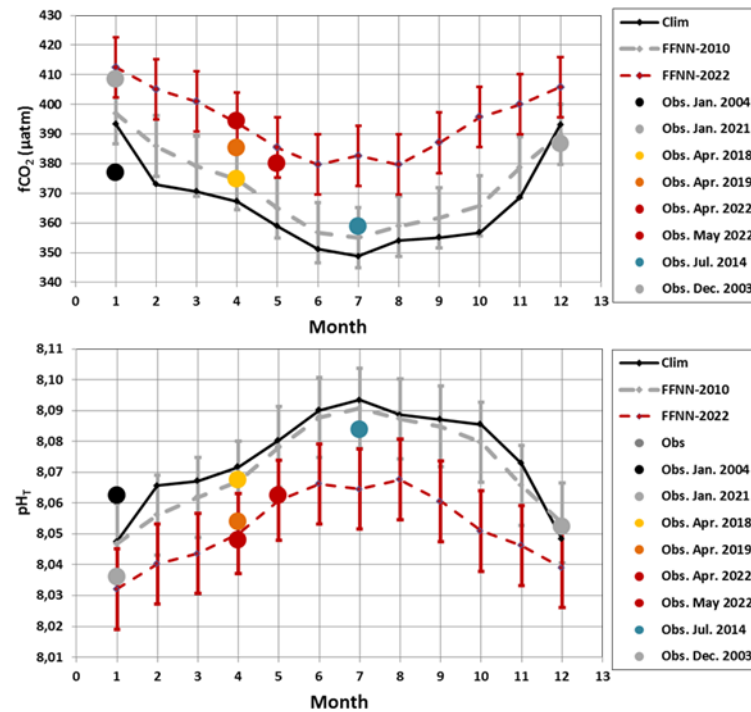 430
420
410
400
390
380
370
360
350
340
fCO₂ (µatm)
0 1 2 3 4 5 6 7 8 9 10 11 12 13
Month
Clim
FFNN-2010
FFNN-2022
Obs. Jan. 2004
Obs. Jan. 2021
Obs. Apr. 2018
Obs. Apr. 2019
Obs. Apr. 2022
Obs. May 2022
Obs. Jul. 2014
Obs. Dec. 2003
8,11
8,10
8,09
8,08
8,07
8,06
8,05
8,04
8,03
8,02
8,01
pHT
0 1 2 3 4 5 6 7 8 9 10 11 12 13
Month
Clim
FFNN-2010
FFNN-2022
Obs
Obs. Jan. 2004
Obs. Jan. 2021
Obs. Apr. 2018
Obs. Apr. 2019
Obs. Apr. 2022
Obs. May 2022
Obs. Jul. 2014
Obs. Dec. 2003